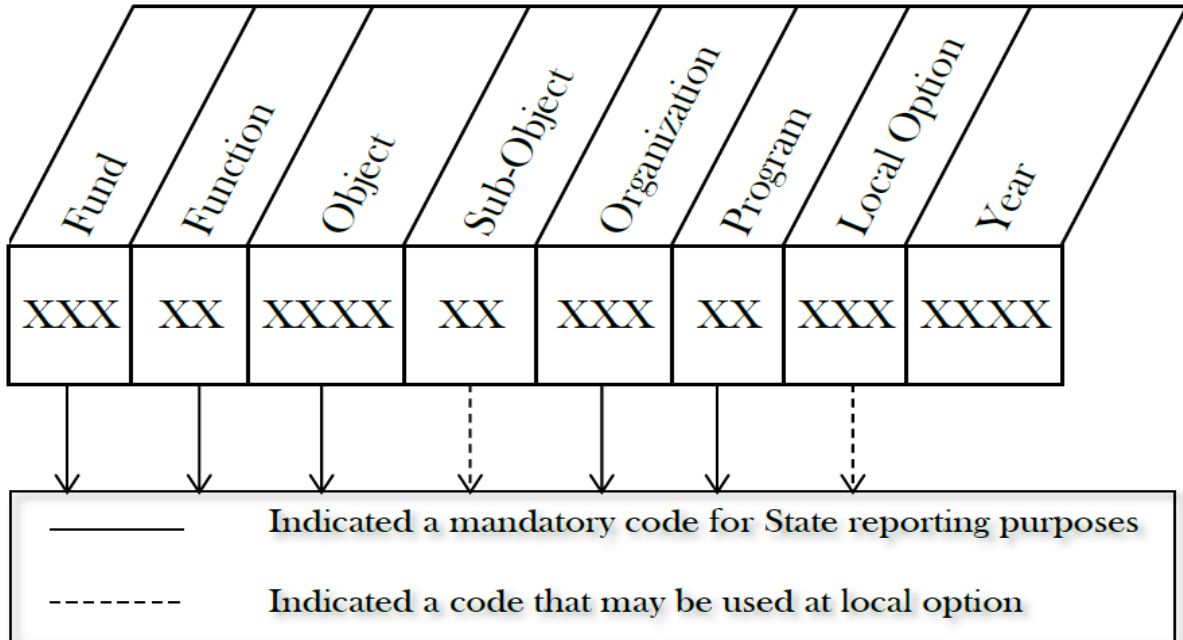 Fund Function Object Sub-Object Organization Program Local Option Year
XXX XX XXXX XX XXX XX XXX XXXX
Indicated a mandatory code for State reporting purposes
Indicated a code that may be used at local option